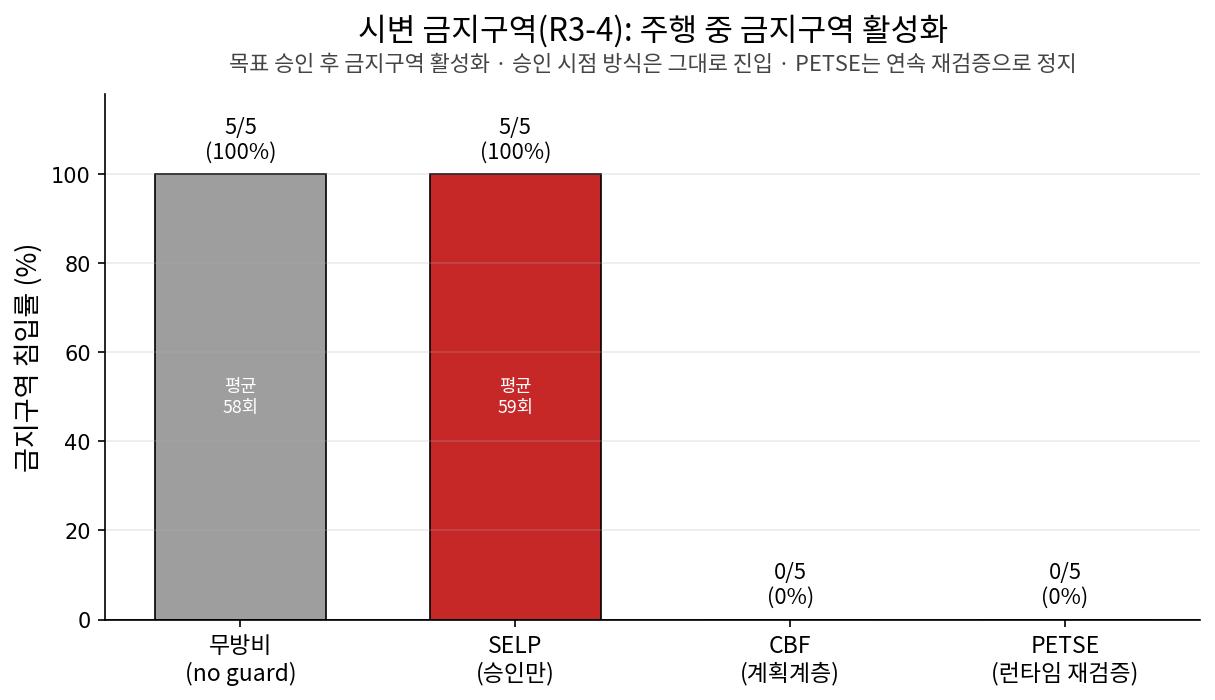 시변 금지구역(R3-4): 주행 중 금지구역 활성화
목표 승인 후 금지구역 활성화 · 승인 시점 방식은 그대로 진입 · PETSE는 연속 재검증으로 정지
금지구역 침입률 (%)
100
80
60
40
20
0
5/5
(100%)
평균
58회
5/5
(100%)
평균
59회
0/5
(0%)
0/5
(0%)
무방비
(no guard)
SELP
(승인만)
CBF
(계획계층)
PETSE
(런타임 재검증)